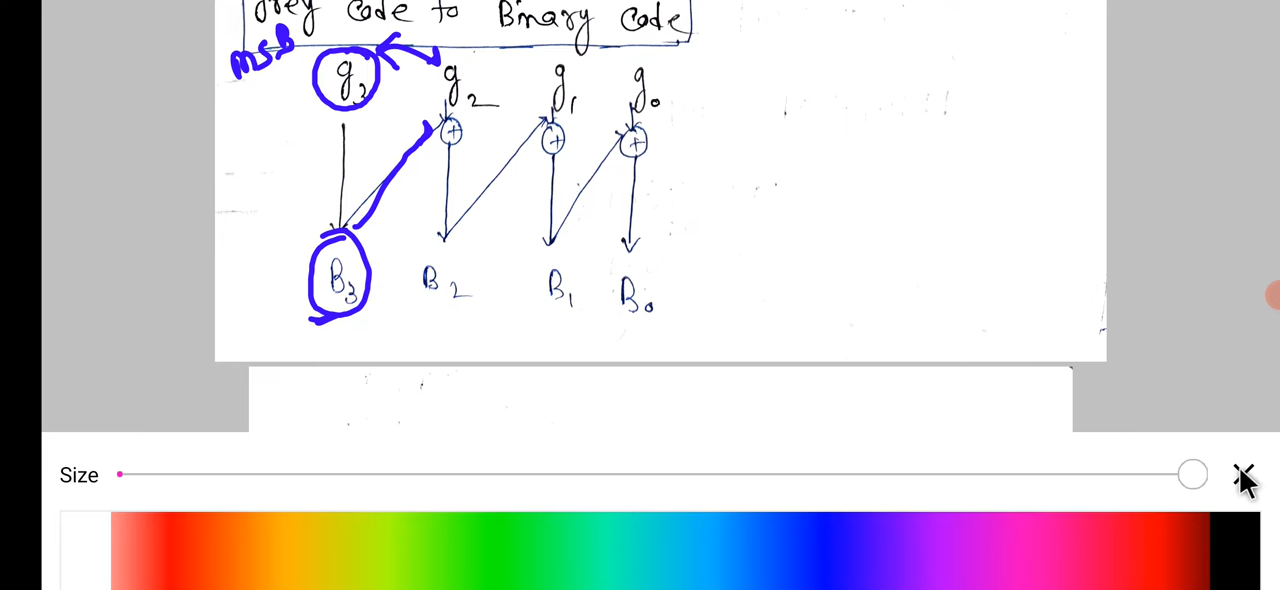 Grey Code to Binary Code
MSB
g₃ g₂ g₁ g₀
+ + +
B₃ B₂ B₁ B₀
Size